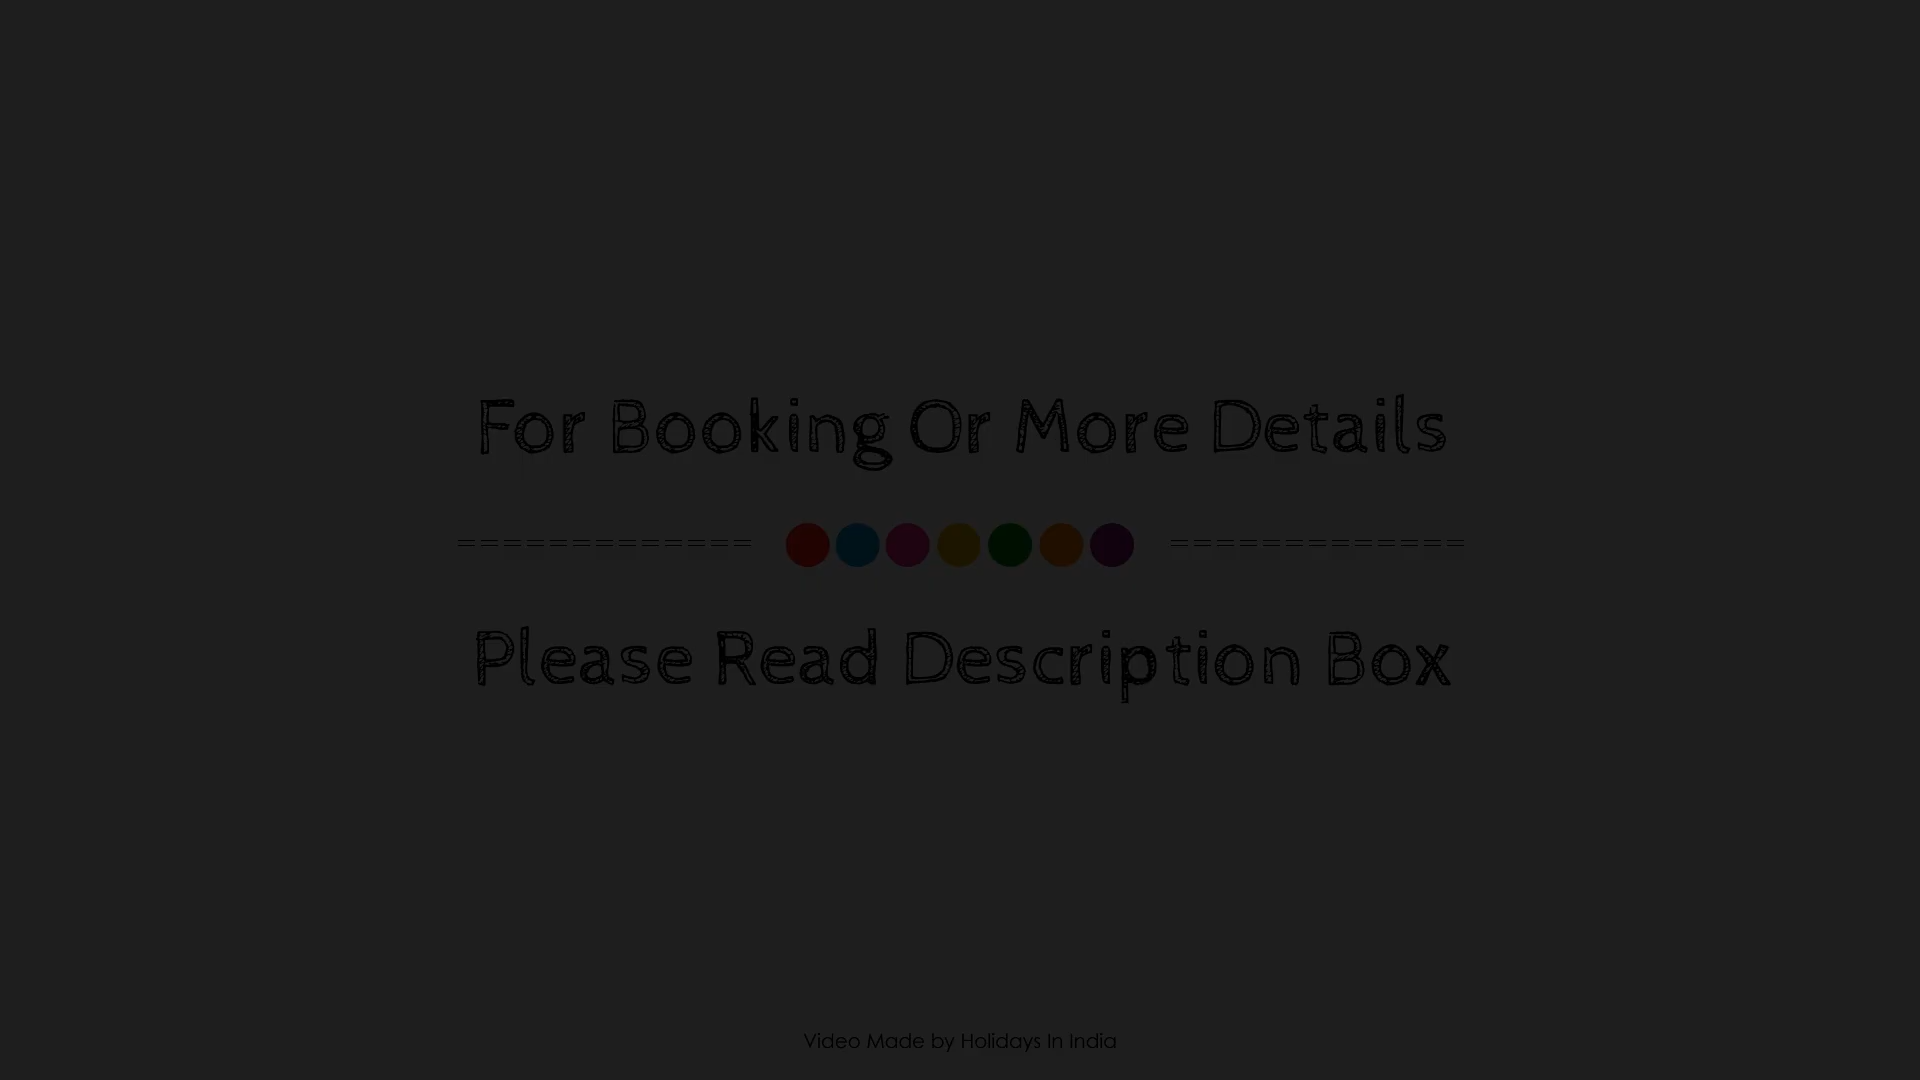 For Booking Or More Details
============= =============
Please Read Description Box
Video Made by Holidays In India